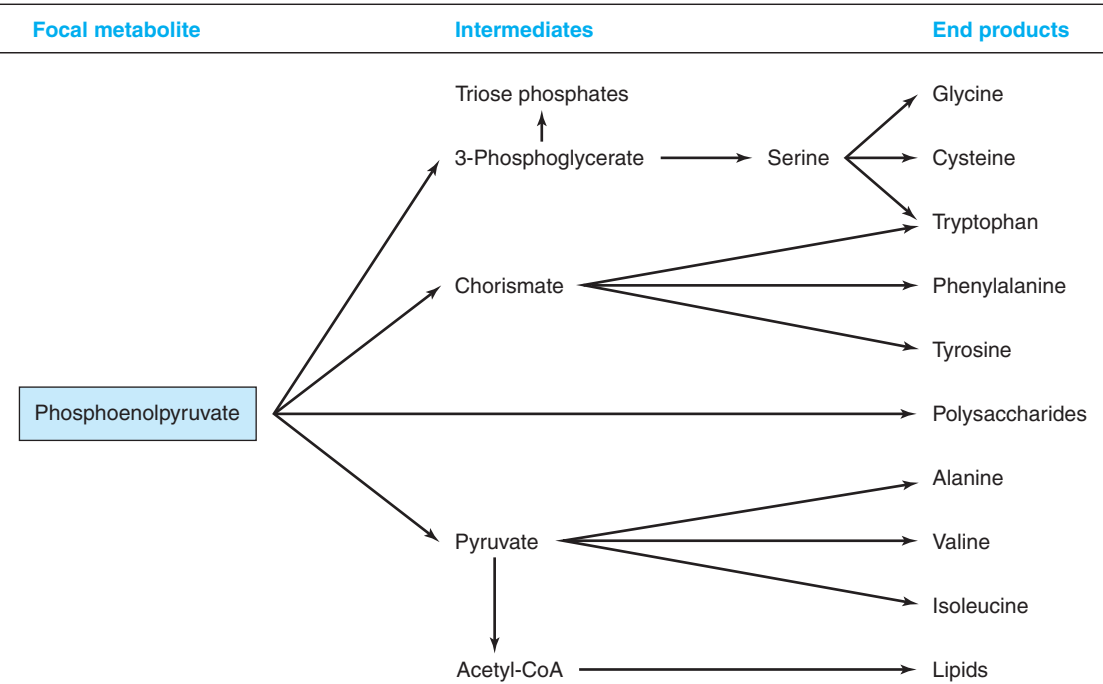 Focal metabolite Intermediates End products
Triose phosphates Glycine
3-Phosphoglycerate Serine Cysteine
Tryptophan
Chorismate Phenylalanine
Tyrosine
Phosphoenolpyruvate Polysaccharides
Alanine
Pyruvate Valine
Isoleucine
Acetyl-CoA Lipids